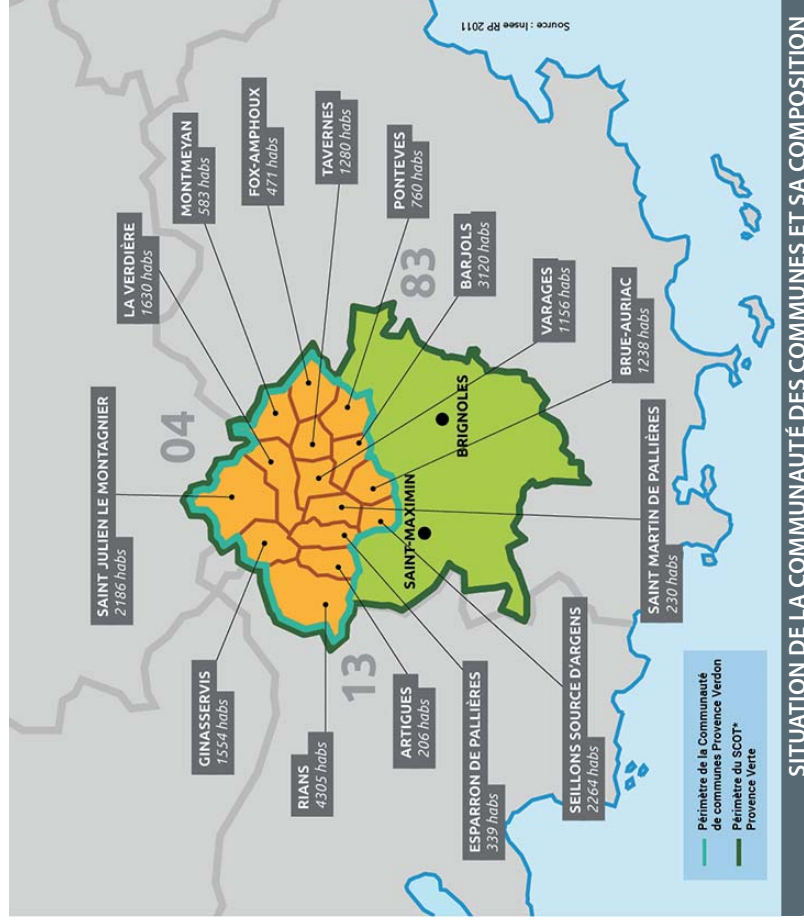 SITUATION DE LA COMMUNAUTÉ DES COMMUNES ET SA COMPOSITION
SAINT JULIEN LE MONTAGNIER
2186 habs
LA VERDIÈRE
1630 habs
MONTMEYAN
583 habs
FOX-AMPHOUX
471 habs
TAVERNES
1280 habs
PONTEVES
760 habs
BARJOLS
3120 habs
VARAGES
1156 habs
BRUE-AURIAC
1238 habs
SAINT MARTIN DE PALLIÈRES
230 habs
SEILLONS SOURCE D'ARGENS
2264 habs
ESPARRON DE PALLIÈRES
339 habs
ARTIGUES
206 habs
RIANS
4305 habs
GINASSERVIS
1554 habs
04
13
83
SAINT-MAXIMIN
BRIGNOLES
Périmètre de la Communauté
de communes Provence Verdon
Périmètre du SCOT*
Provence Verte
Source : Insee RP 2011